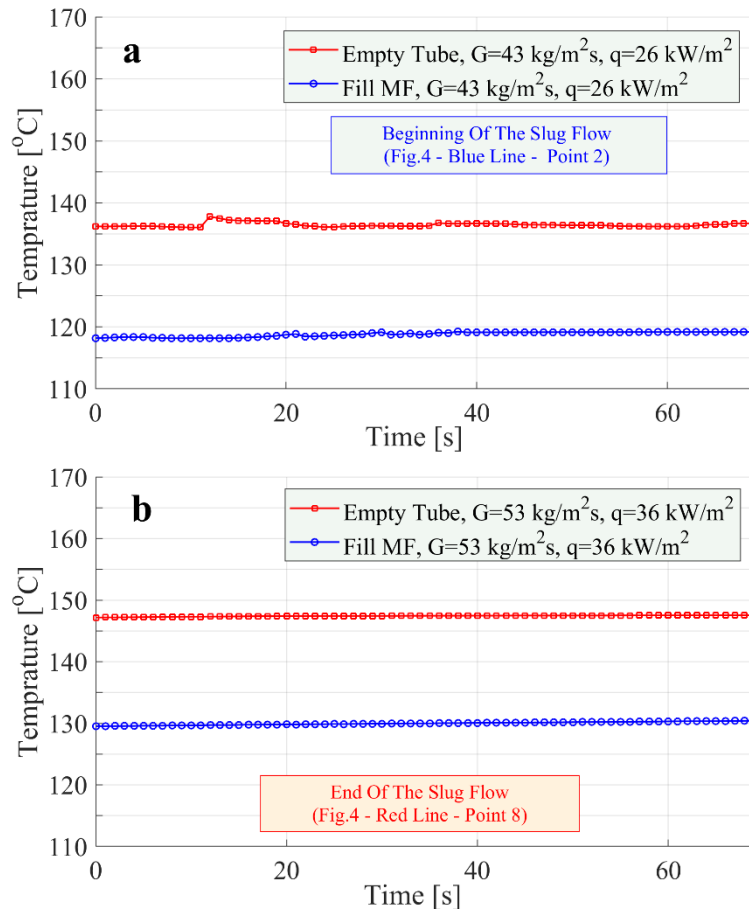 170
a
Empty Tube, G=43 kg/m²s, q=26 kW/m²
Fill MF, G=43 kg/m²s, q=26 kW/m²
160
Beginning Of The Slug Flow
(Fig.4 - Blue Line - Point 2)
150
140
130
120
110
Temprature [°C]
0 20 40 60
Time [s]
170
b
Empty Tube, G=53 kg/m²s, q=36 kW/m²
Fill MF, G=53 kg/m²s, q=36 kW/m²
160
150
140
130
120
110
Temprature [°C]
End Of The Slug Flow
(Fig.4 - Red Line - Point 8)
0 20 40 60
Time [s]